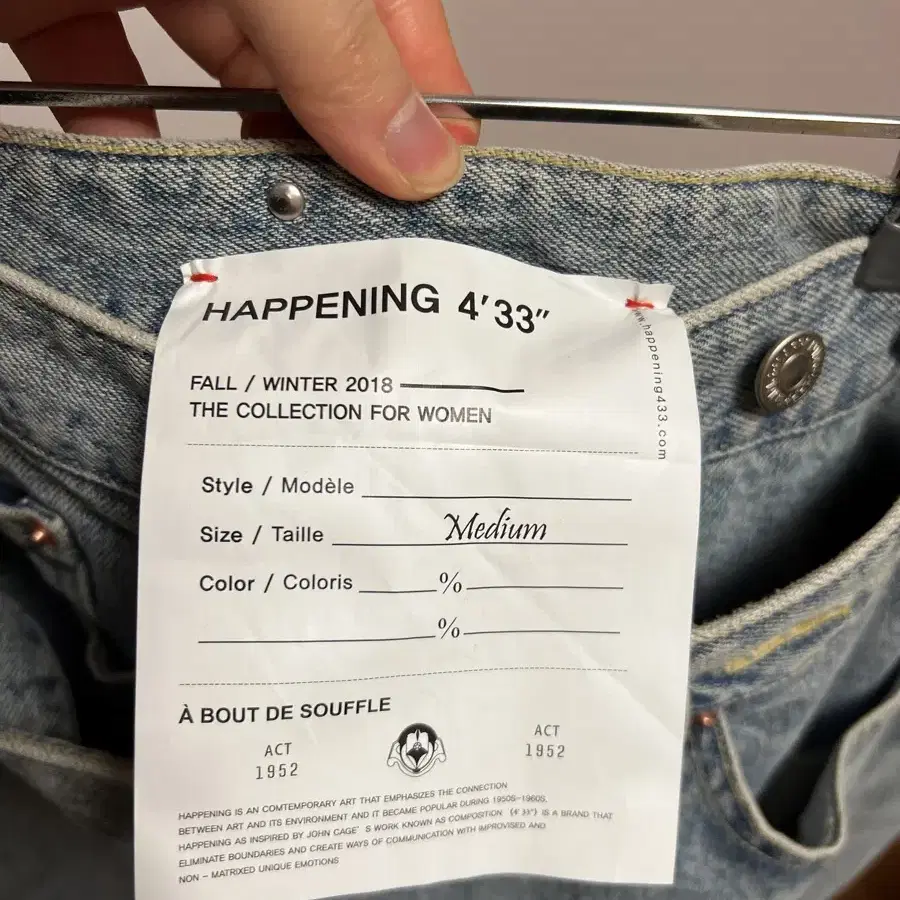 HAPPENING 4'33"
www.happening433.com
FALL / WINTER 2018
THE COLLECTION FOR WOMEN
Style / Modèle
Size / Taille Medium
Color / Coloris %
%
À BOUT DE SOUFFLE
ACT
1952
ACT
1952
HAPPENING IS AN COMTEMPORARY ART THAT EMPHASIZES THE CONNECTION
BETWEEN ART AND ITS ENVIRONMENT AND IT BECAME POPULAR DURING 1950S-1960S.
HAPPENING AS INSPIRED BY JOHN CAGE'S WORK KNOWN AS COMPOSITION (4'33") IS A BRAND THAT
ELIMINATE BOUNDARIES AND CREATE WAYS OF COMMUNICATION WITH IMPROVISED AND
NON - MATRIXED UNIQUE EMOTIONS